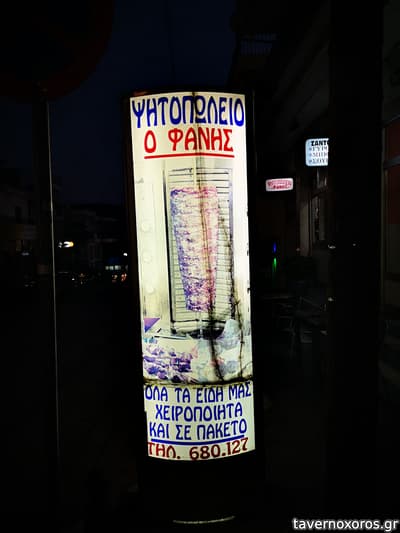 ΨΗΤΟΠΩΛΕΙΟ
Ο ΦΑΝΗΣ
ΟΛΑ ΤΑ ΕΙΔΗ ΜΑΣ
ΧΕΙΡΟΠΟΙΗΤΑ
ΚΑΙ ΣΕ ΠΑΚΕΤΟ
ΤΗΛ. 680.127
tavernoxoros.gr